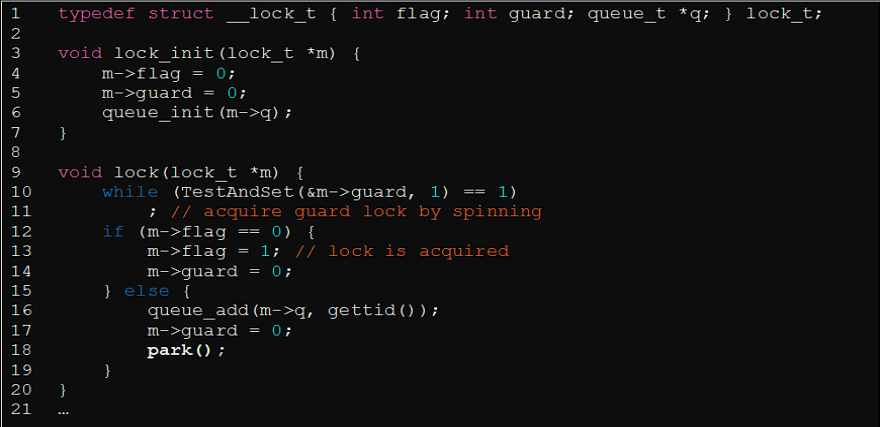 1 typedef struct __lock_t { int flag; int guard; queue_t *q; } lock_t;
2
3 void lock_init(lock_t *m) {
4 m->flag = 0;
5 m->guard = 0;
6 queue_init(m->q);
7 }
8
9 void lock(lock_t *m) {
10 while (TestAndSet(&m->guard, 1) == 1)
11 ; // acquire guard lock by spinning
12 if (m->flag == 0) {
13 m->flag = 1; // lock is acquired
14 m->guard = 0;
15 } else {
16 queue_add(m->q, gettid());
17 m->guard = 0;
18 park();
19 }
20 }
21 …